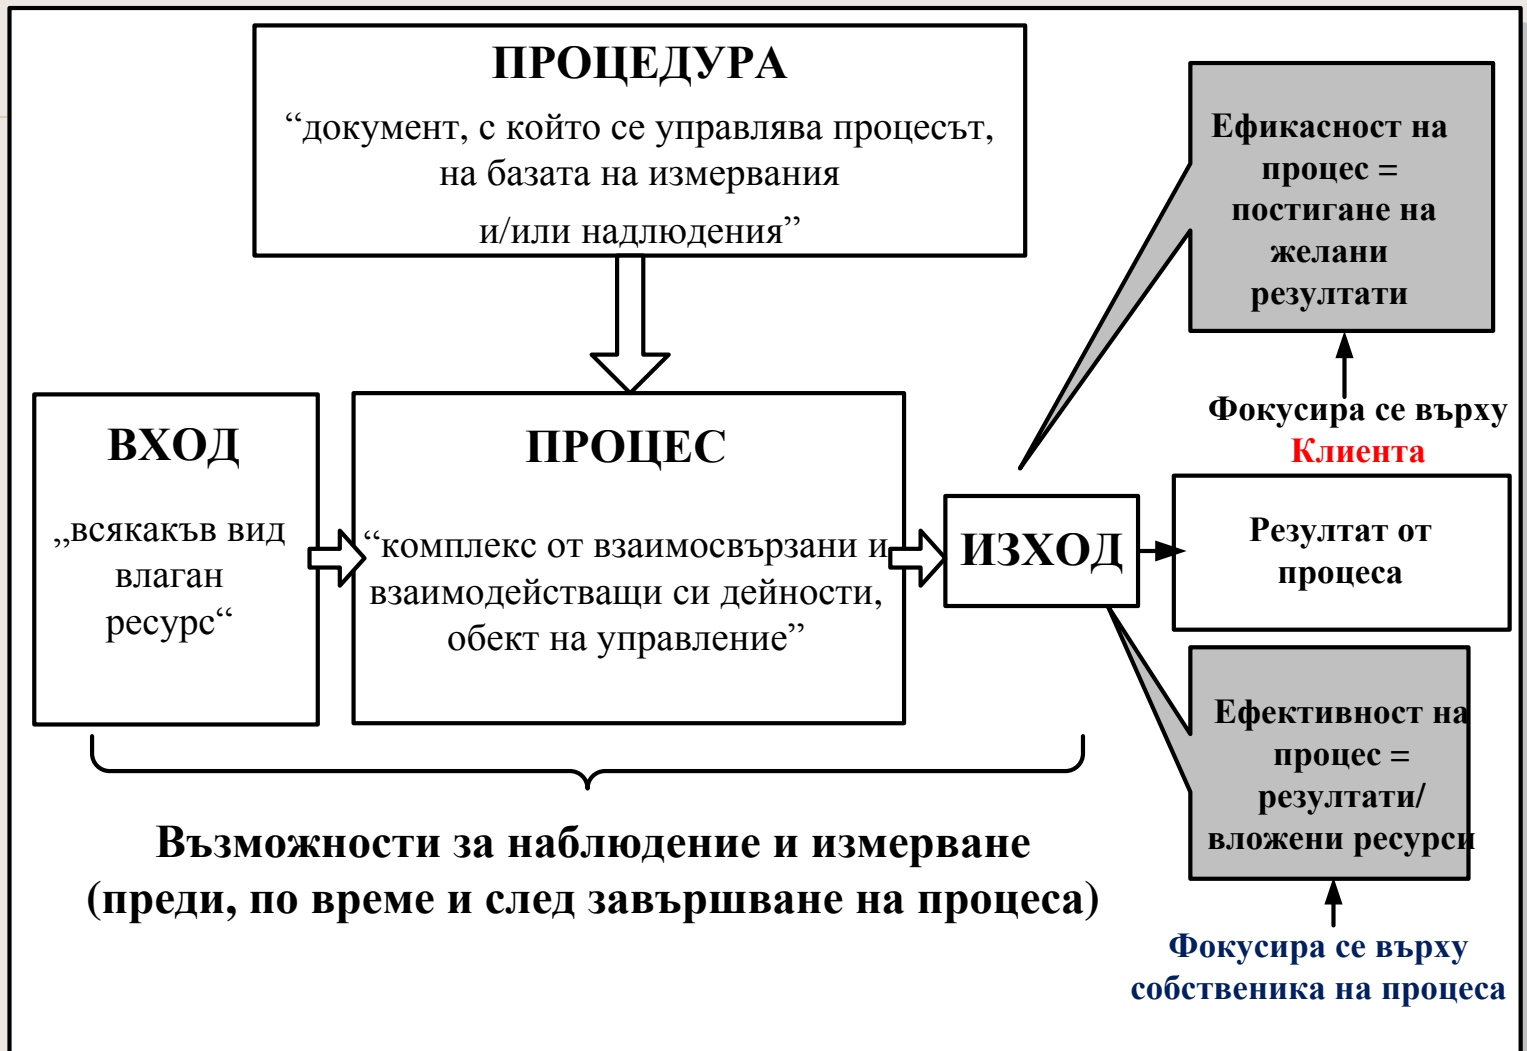 ПРОЦЕДУРА
“документ, с който се управлява процесът,
на базата на измервания
и/или надлюдения”
Ефикасност на
процес =
постигане на
желани
резултати
Фокусира се върху
Клиента
ВХОД
„всякакъв вид
влаган
ресурс“
ПРОЦЕС
“комплекс от взаимосвързани и
взаимодействащи си дейности,
обект на управление”
ИЗХОД
Резултат от
процеса
Ефективност на
процес =
резултати/
вложени ресурси
Фокусира се върху
собственика на процеса
Възможности за наблюдение и измерване
(преди, по време и след завършване на процеса)